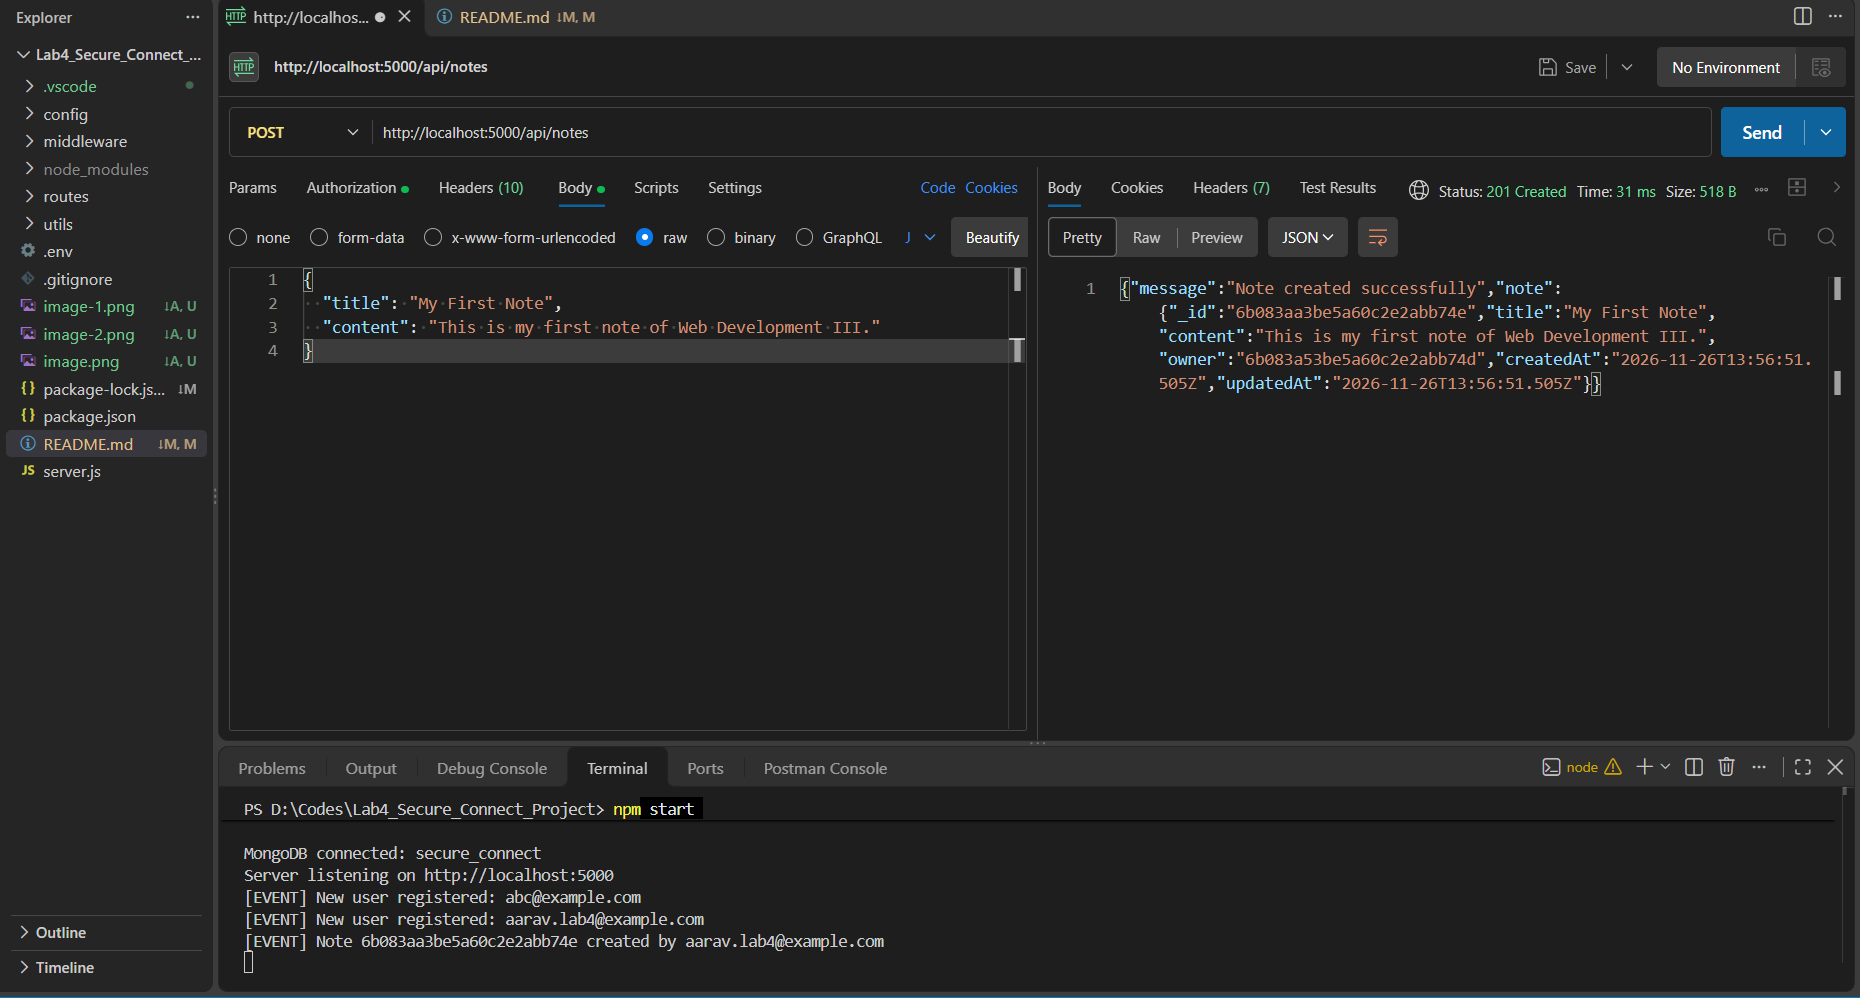 Explorer
Lab4_Secure_Connect_...
.vscode
config
middleware
node_modules
routes
utils
.env
.gitignore
image-1.png ↓A, U
image-2.png ↓A, U
image.png ↓A, U
package-lock.js... ↓M
package.json
README.md ↓M, M
JS server.js
Outline
Timeline
HTTP http://localhos...
README.md ↓M, M
HTTP http://localhost:5000/api/notes
Save
No Environment
POST
http://localhost:5000/api/notes
Send
Params Authorization Headers (10) Body Scripts Settings Code Cookies
none form-data x-www-form-urlencoded raw binary GraphQL J Beautify
1 {
2 "title": "My First Note",
3 "content": "This is my first note of Web Development III."
4 }
Body Cookies Headers (7) Test Results Status: 201 Created Time: 31 ms Size: 518 B
Pretty Raw Preview JSON
1 {"message":"Note created successfully","note":
{"_id":"6b083aa3be5a60c2e2abb74e","title":"My First Note",
"content":"This is my first note of Web Development III.",
"owner":"6b083a53be5a60c2e2abb74d","createdAt":"2026-11-26T13:56:51.
505Z","updatedAt":"2026-11-26T13:56:51.505Z"}}
Problems Output Debug Console Terminal Ports Postman Console
node
PS D:\Codes\Lab4_Secure_Connect_Project> npm start
MongoDB connected: secure_connect
Server listening on http://localhost:5000
[EVENT] New user registered: abc@example.com
[EVENT] New user registered: aarav.lab4@example.com
[EVENT] Note 6b083aa3be5a60c2e2abb74e created by aarav.lab4@example.com